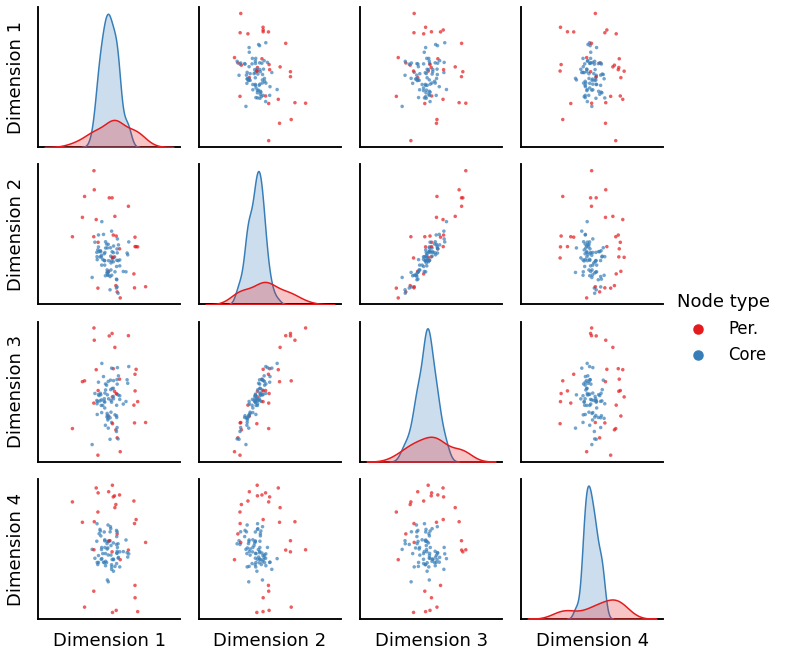 Dimension 1
Dimension 2
Dimension 3
Dimension 4
Dimension 1
Dimension 2
Dimension 3
Dimension 4
Node type
Per.
Core